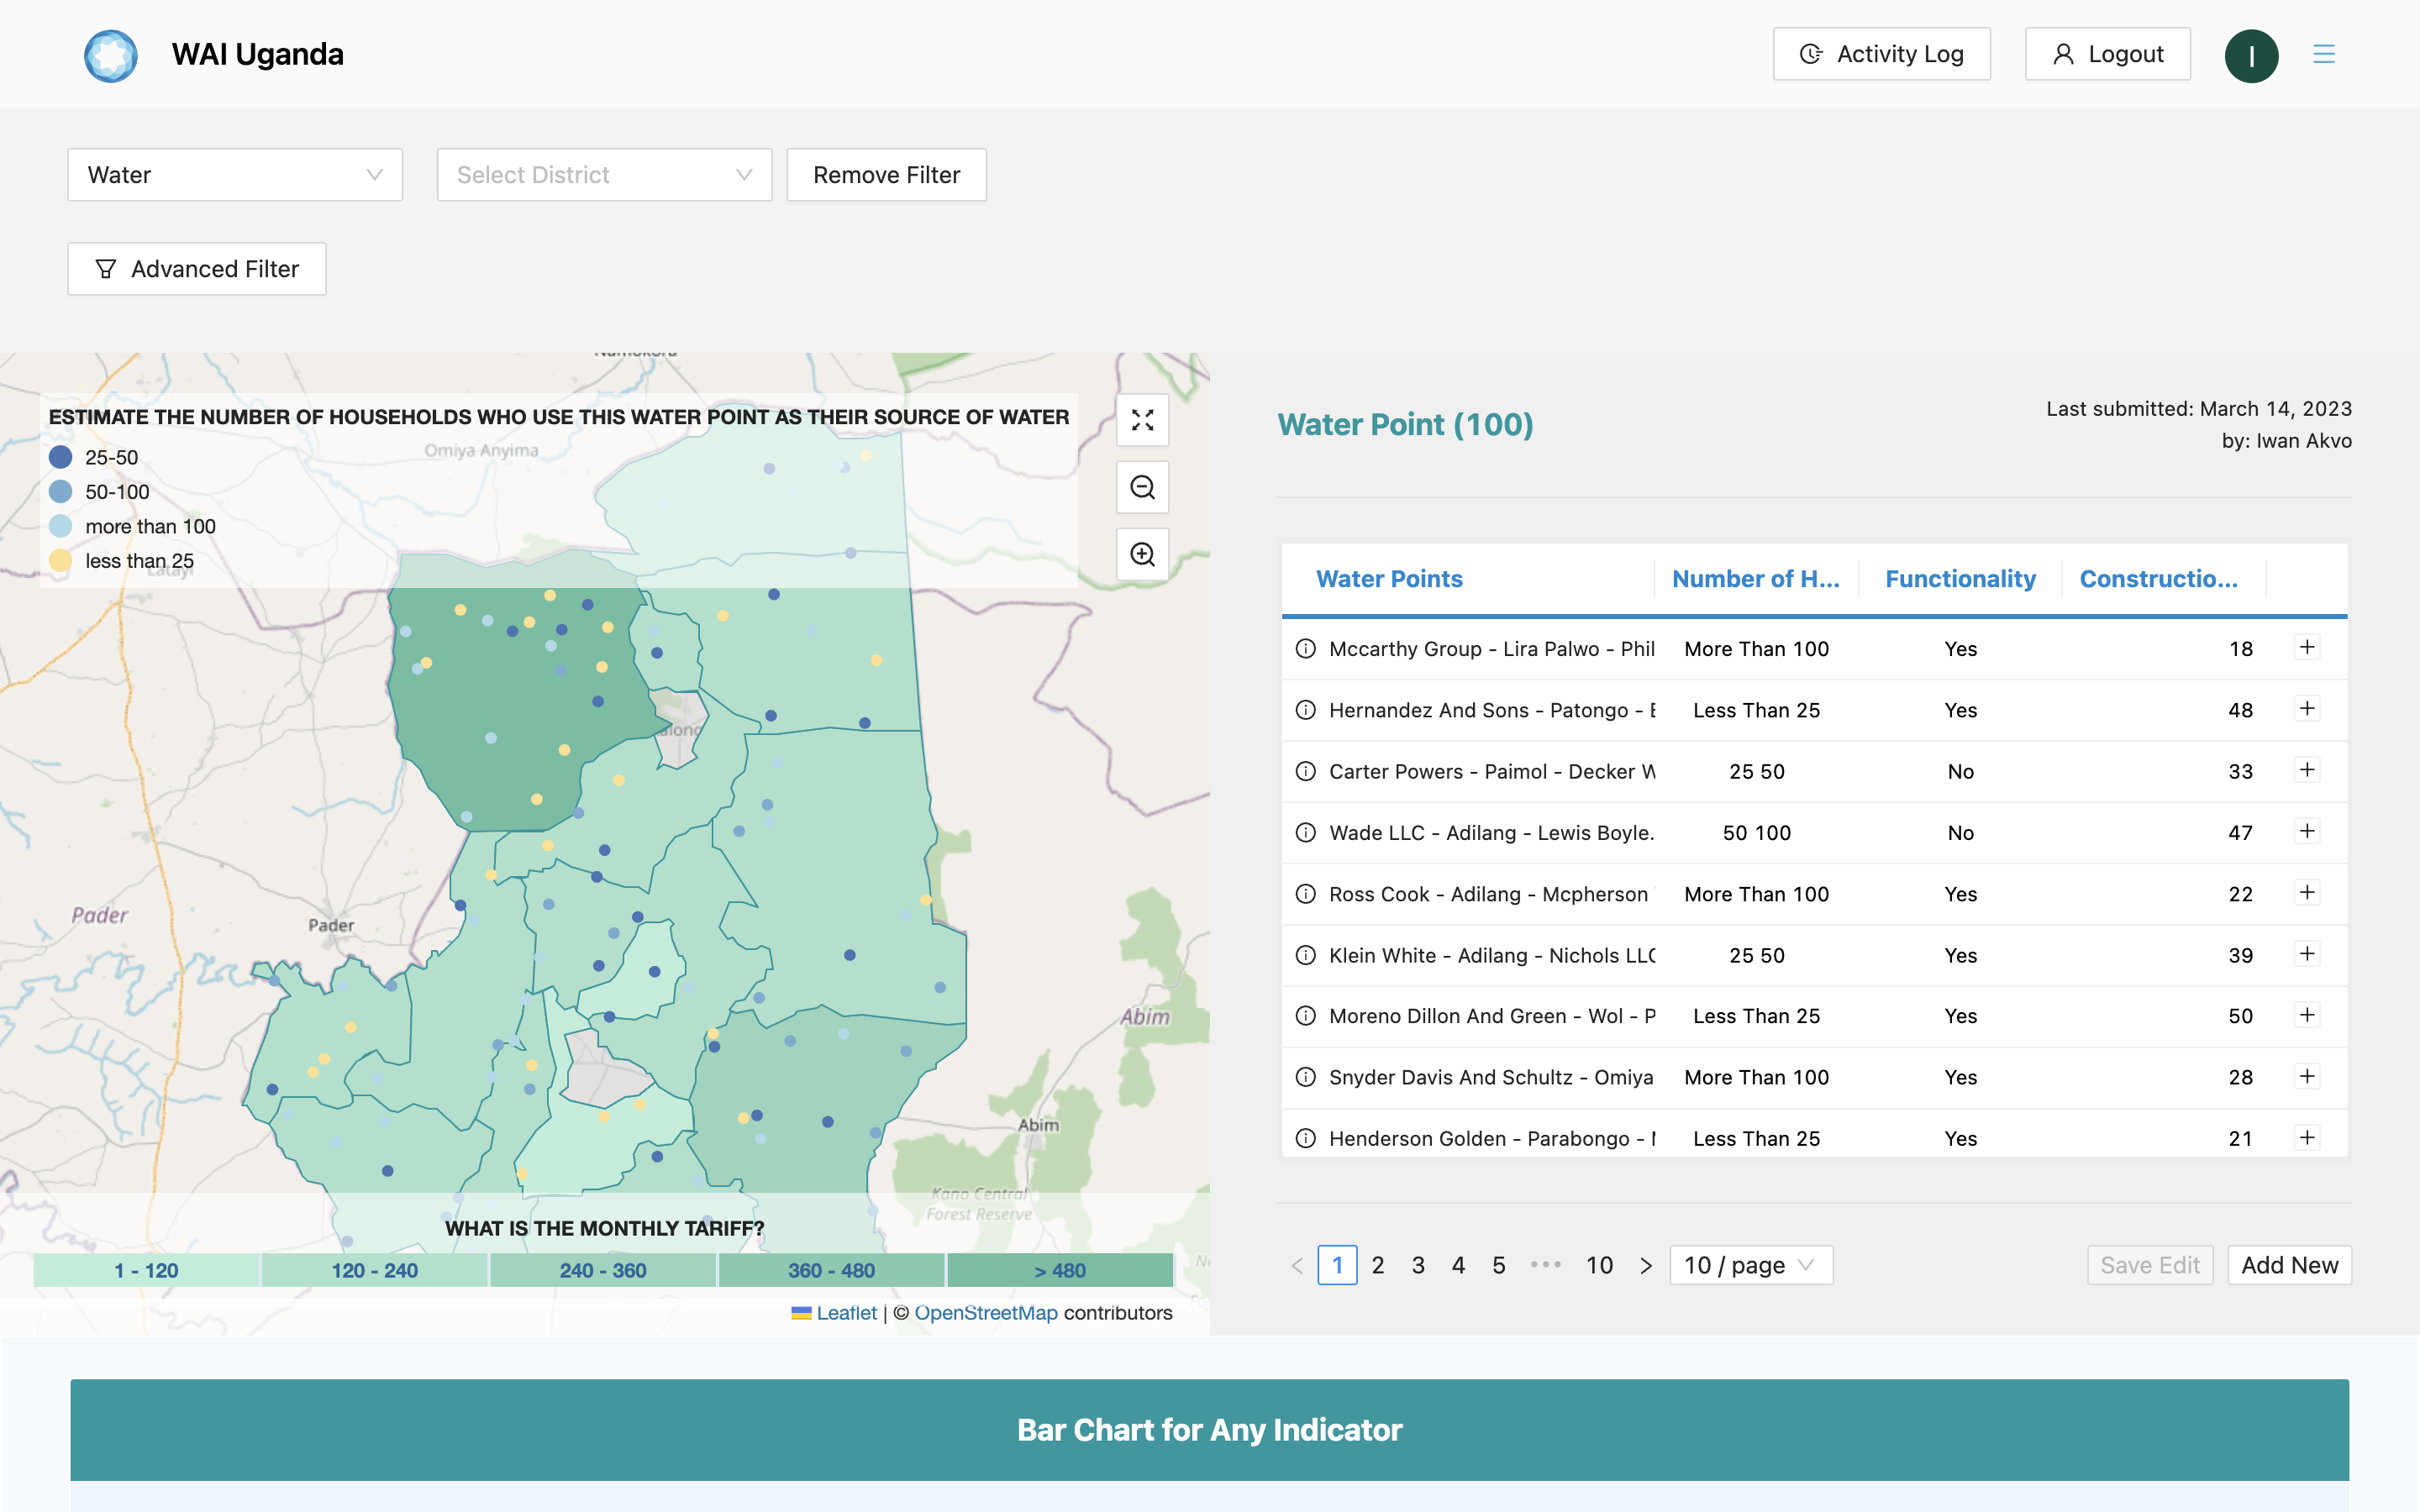 WAI Uganda
Activity Log
Logout
I
Water
Select District
Remove Filter
Advanced Filter
ESTIMATE THE NUMBER OF HOUSEHOLDS WHO USE THIS WATER POINT AS THEIR SOURCE OF WATER
25-50
50-100
more than 100
less than 25
Omiya Anyima
Latayi
Pader
Pader
Abim
Abim
Kano Central
Forest Reserve
WHAT IS THE MONTHLY TARIFF?
1 - 120
120 - 240
240 - 360
360 - 480
> 480
Leaflet | © OpenStreetMap contributors
Water Point (100)
Last submitted: March 14, 2023
by: Iwan Akvo
Water Points Number of H... Functionality Constructio...
Mccarthy Group - Lira Palwo - Phil More Than 100 Yes 18
Hernandez And Sons - Patongo - Less Than 25 Yes 48
Carter Powers - Paimol - Decker 25 50 No 33
Wade LLC - Adilang - Lewis Boyle. 50 100 No 47
Ross Cook - Adilang - Mcpherson More Than 100 Yes 22
Klein White - Adilang - Nichols LLC 25 50 Yes 39
Moreno Dillon And Green - Wol - P Less Than 25 Yes 50
Snyder Davis And Schultz - Omiya More Than 100 Yes 28
Henderson Golden - Parabongo - Less Than 25 Yes 21
< 1 2 3 4 5 ••• 10 > 10 / page
Save Edit
Add New
Bar Chart for Any Indicator